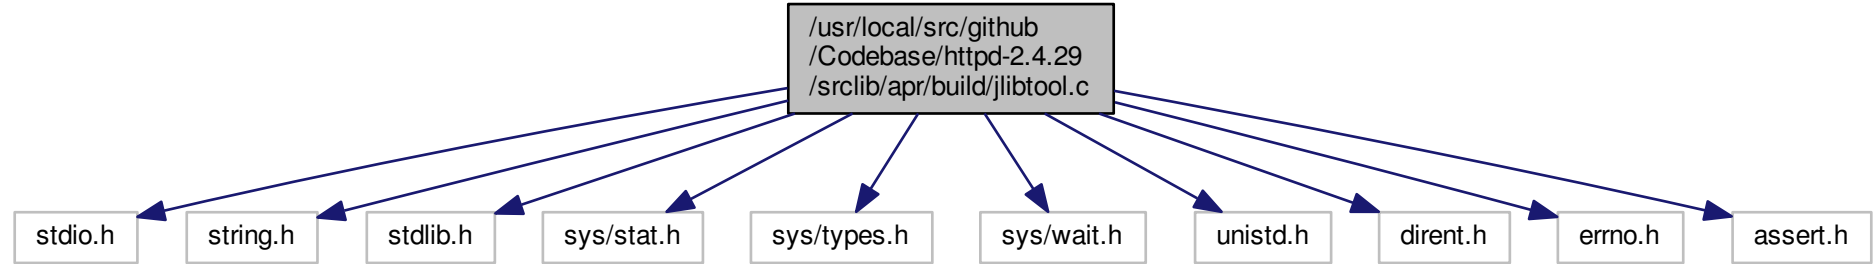 /usr/local/src/github
/Codebase/httpd-2.4.29
/srclib/apr/build/jlibtool.c
stdio.h
string.h
stdlib.h
sys/stat.h
sys/types.h
sys/wait.h
unistd.h
dirent.h
errno.h
assert.h